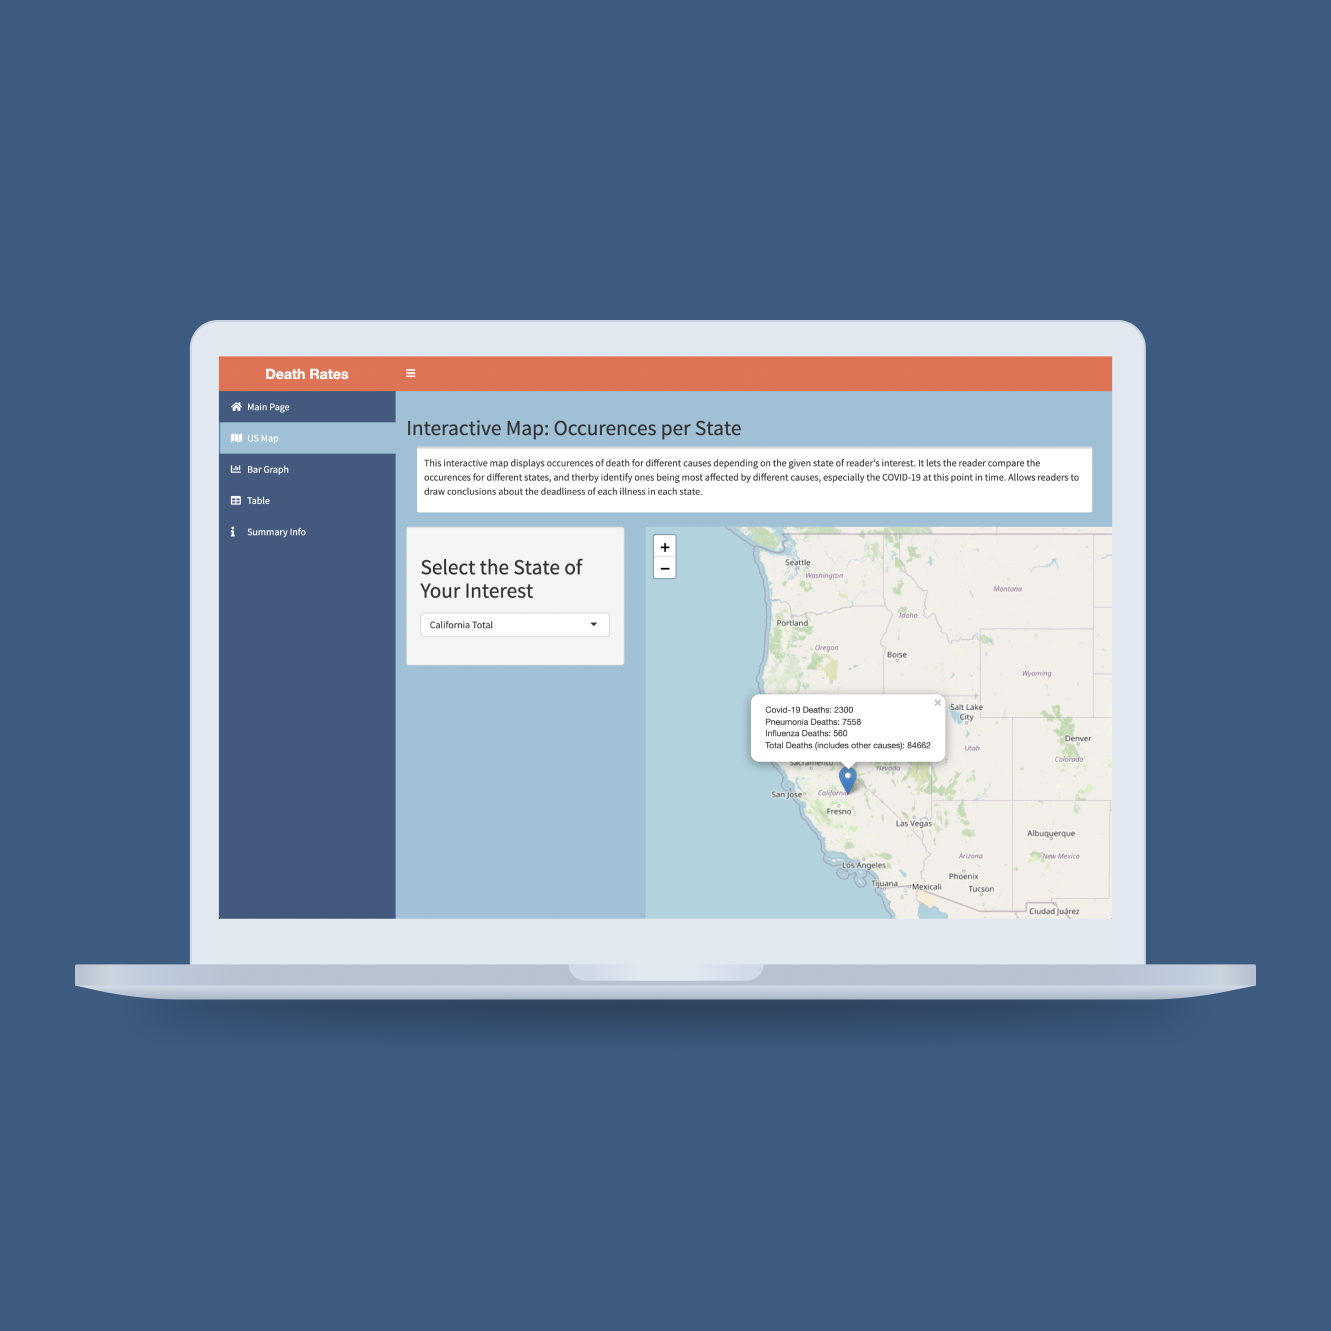 Death Rates
Main Page
US Map
Bar Graph
Table
Summary Info
Interactive Map: Occurences per State
This interactive map displays occurences of death for different causes depending on the given state of reader's interest. It lets the reader compare the
occurences for different states, and therby identify ones being most affected by different causes, especially the COVID-19 at this point in time. Allows readers to
draw conclusions about the deadliness of each illness in each state.
Select the State of
Your Interest
California Total
+
−
Seattle
Washington
Montana
Portland
Idaho
Oregon
Boise
Wyoming
×
Covid-19 Deaths: 2300
Pneumonia Deaths: 7558
Influenza Deaths: 560
Total Deaths (includes other causes): 84662
Salt Lake
City
Denver
Utah
Colorado
Sacramento
Nevada
San Jose
California
Fresno
Las Vegas
Albuquerque
Los Angeles
Arizona
New Mexico
Phoenix
Tijuana
Mexicali
Tucson
Ciudad Juárez